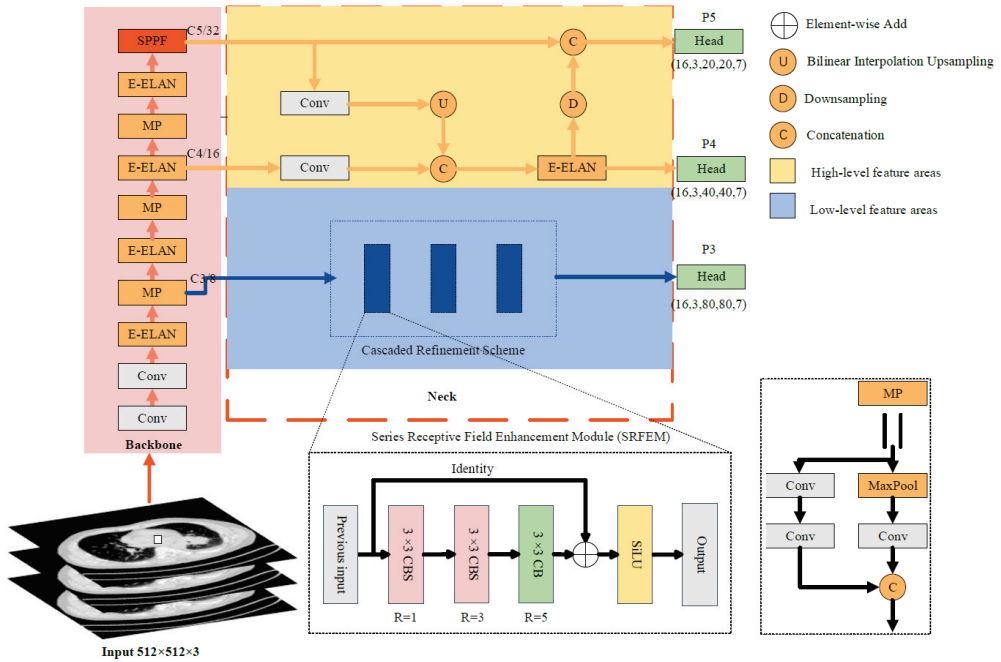 SPPF
E-ELAN
MP
E-ELAN
MP
E-ELAN
MP
E-ELAN
Conv
Conv
Backbone
C5/32
C4/16
C3/8
Conv
U
C
Conv
C
D
E-ELAN
Cascaded Refinement Scheme
Neck
P5
Head
(16,3,20,20,7)
P4
Head
(16,3,40,40,7)
P3
Head
(16,3,80,80,7)
Element-wise Add
U
Bilinear Interpolation Upsampling
D
Downsampling
C
Concatenation
High-level feature areas
Low-level feature areas
Series Receptive Field Enhancement Module (SRFEM)
Identity
Previous input
3 ×3 CBS
3 ×3 CBS
3 ×3 CB
SiLU
Output
R=1
R=3
R=5
MP
Conv
MaxPool
Conv
Conv
C
Input 512×512×3